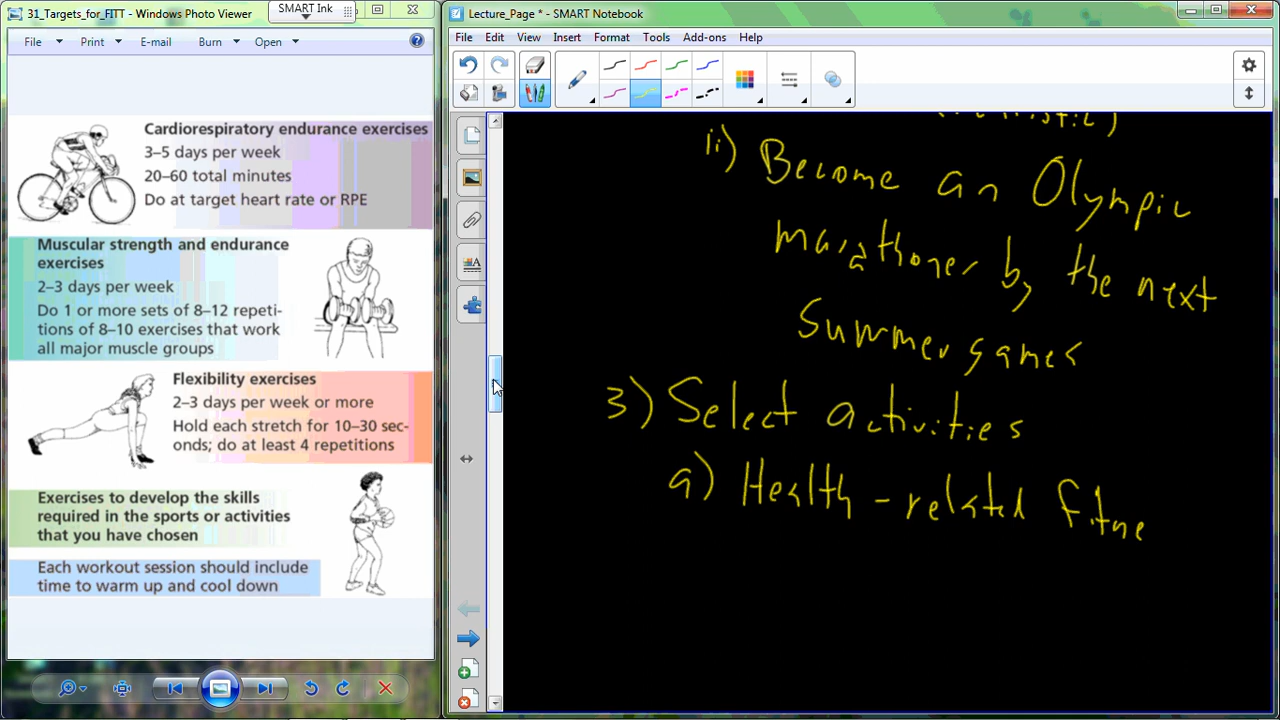 31_Targets_for_FITT - Windows Photo Viewer
SMART Ink
File Print E-mail Burn Open
Cardiorespiratory endurance exercises
3–5 days per week
20–60 total minutes
Do at target heart rate or RPE
Muscular strength and endurance
exercises
2–3 days per week
Do 1 or more sets of 8–12 repeti-
tions of 8–10 exercises that work
all major muscle groups
Flexibility exercises
2–3 days per week or more
Hold each stretch for 10–30 sec-
onds; do at least 4 repetitions
Exercises to develop the skills
required in the sports or activities
that you have chosen
Each workout session should include
time to warm up and cool down
Lecture_Page * - SMART Notebook
File Edit View Insert Format Tools Add-ons Help
ii) Become an Olympic
marathoner by the next
Summer games
3) Select activities
a) Health-related fitne